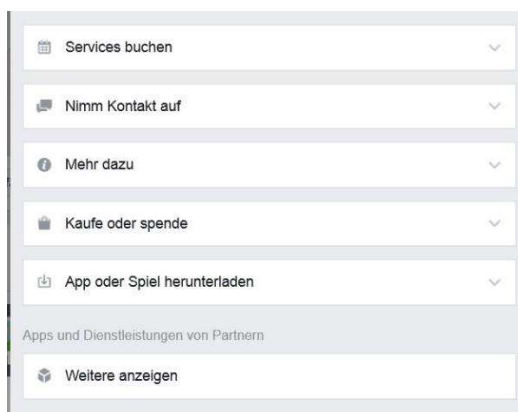 Services buchen
Nimm Kontakt auf
Mehr dazu
Kaufe oder spende
App oder Spiel herunterladen
Apps und Dienstleistungen von Partnern
Weitere anzeigen